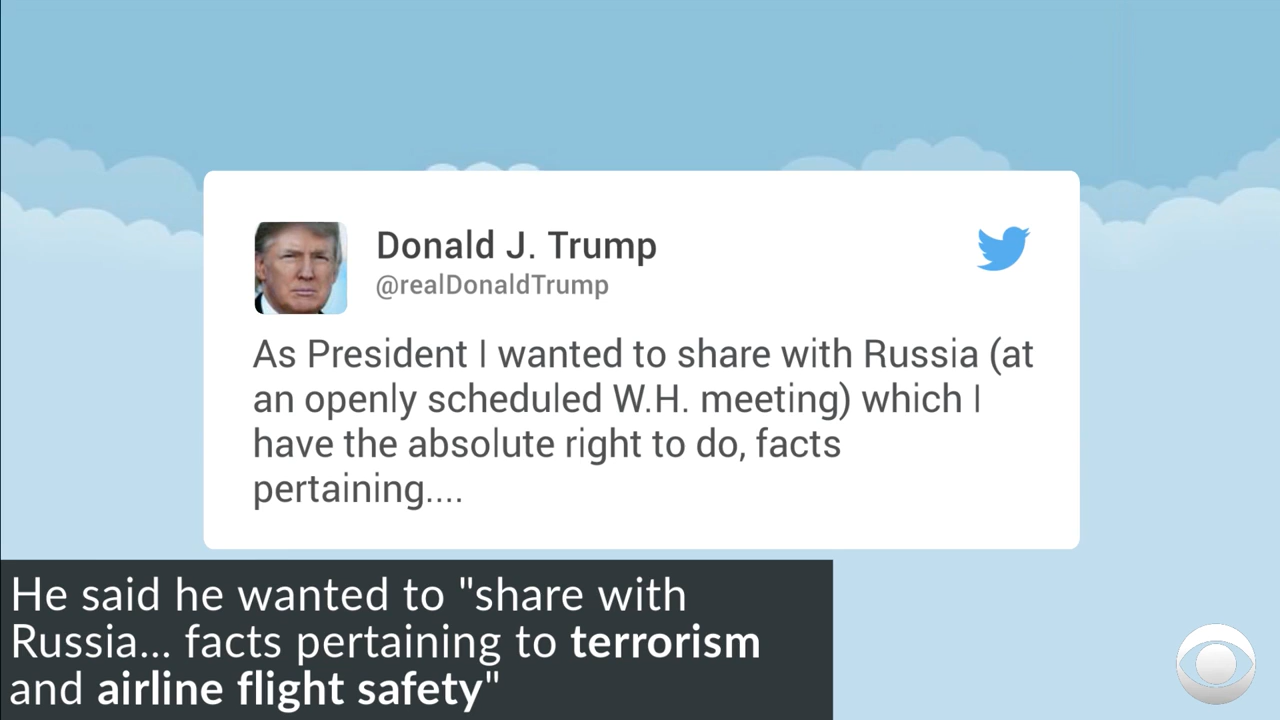 Donald J. Trump
@realDonaldTrump
As President I wanted to share with Russia (at
an openly scheduled W.H. meeting) which I
have the absolute right to do, facts
pertaining....
He said he wanted to "share with
Russia... facts pertaining to terrorism
and airline flight safety"